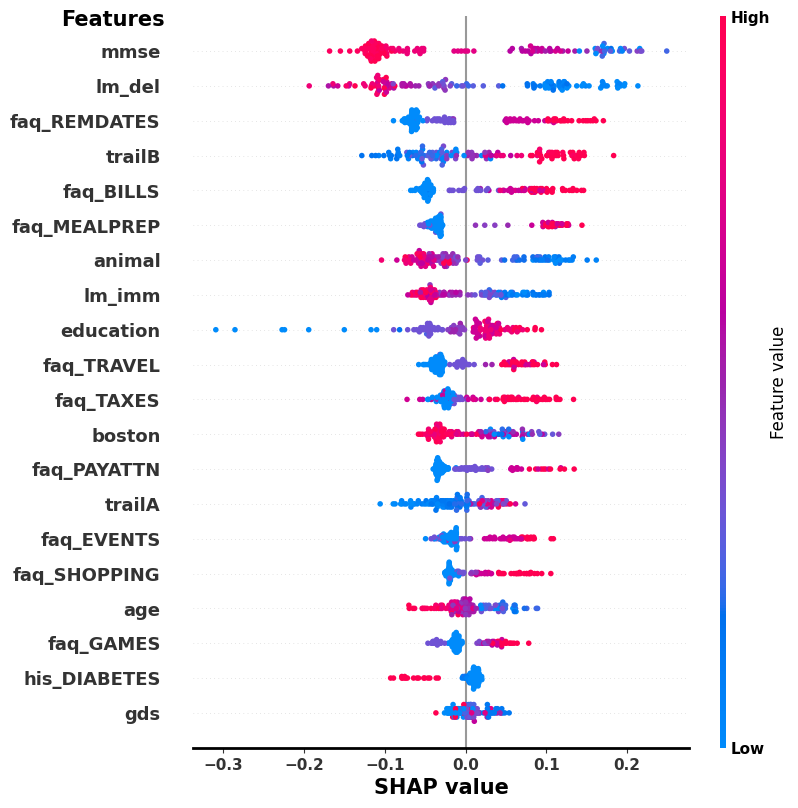 Features
High
mmse
lm_del
faq_REMDATES
trailB
faq_BILLS
faq_MEALPREP
animal
lm_imm
education
faq_TRAVEL
faq_TAXES
boston
faq_PAYATTN
trailA
faq_EVENTS
faq_SHOPPING
age
faq_GAMES
his_DIABETES
gds
Feature value
Low
−0.3 −0.2 −0.1 0.0 0.1 0.2
SHAP value